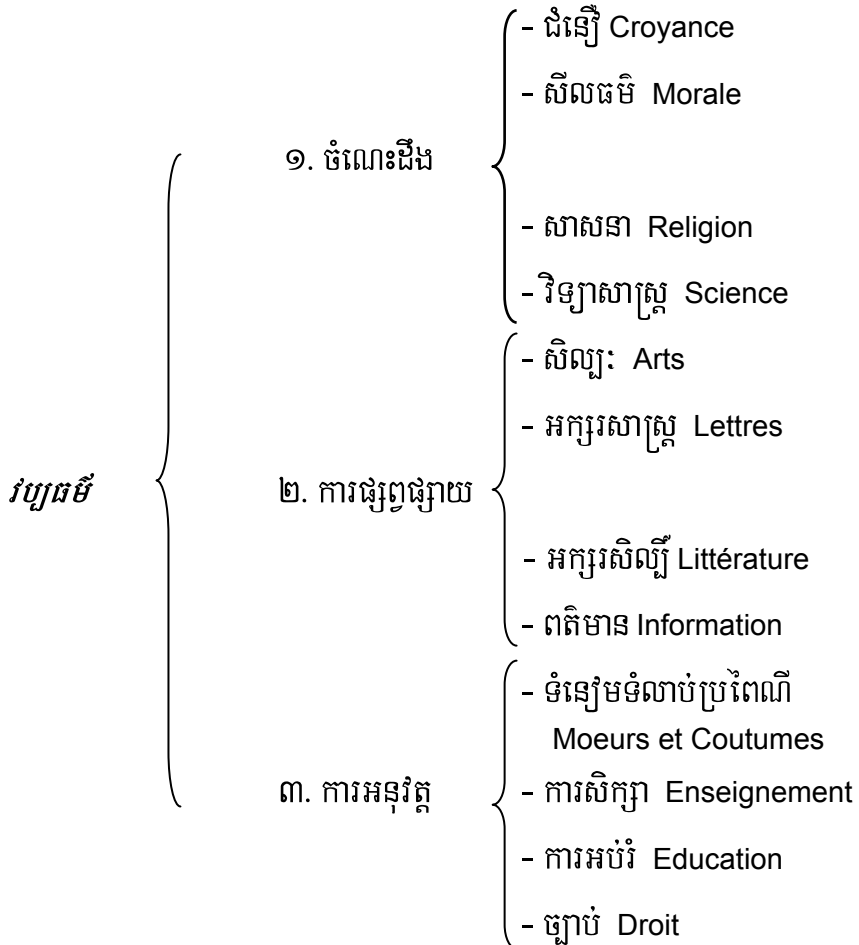 - ជំនឿ Croyance
- សីលធម៌ Morale
១. ចំណេះដឹង
- សាសនា Religion
- វិទ្យាសាស្ត្រ Science
- សិល្បៈ Arts
- អក្សរសាស្ត្រ Lettres
វប្បធម៌
២. ការផ្សព្វផ្សាយ
- អក្សរសិល្ប៍ Littérature
- ពត៌មាន Information
- ទំនៀមទំលាប់ប្រពៃណី
Moeurs et Coutumes
៣. ការអនុវត្ត
- ការសិក្សា Enseignement
- ការអប់រំ Education
- ច្បាប់ Droit